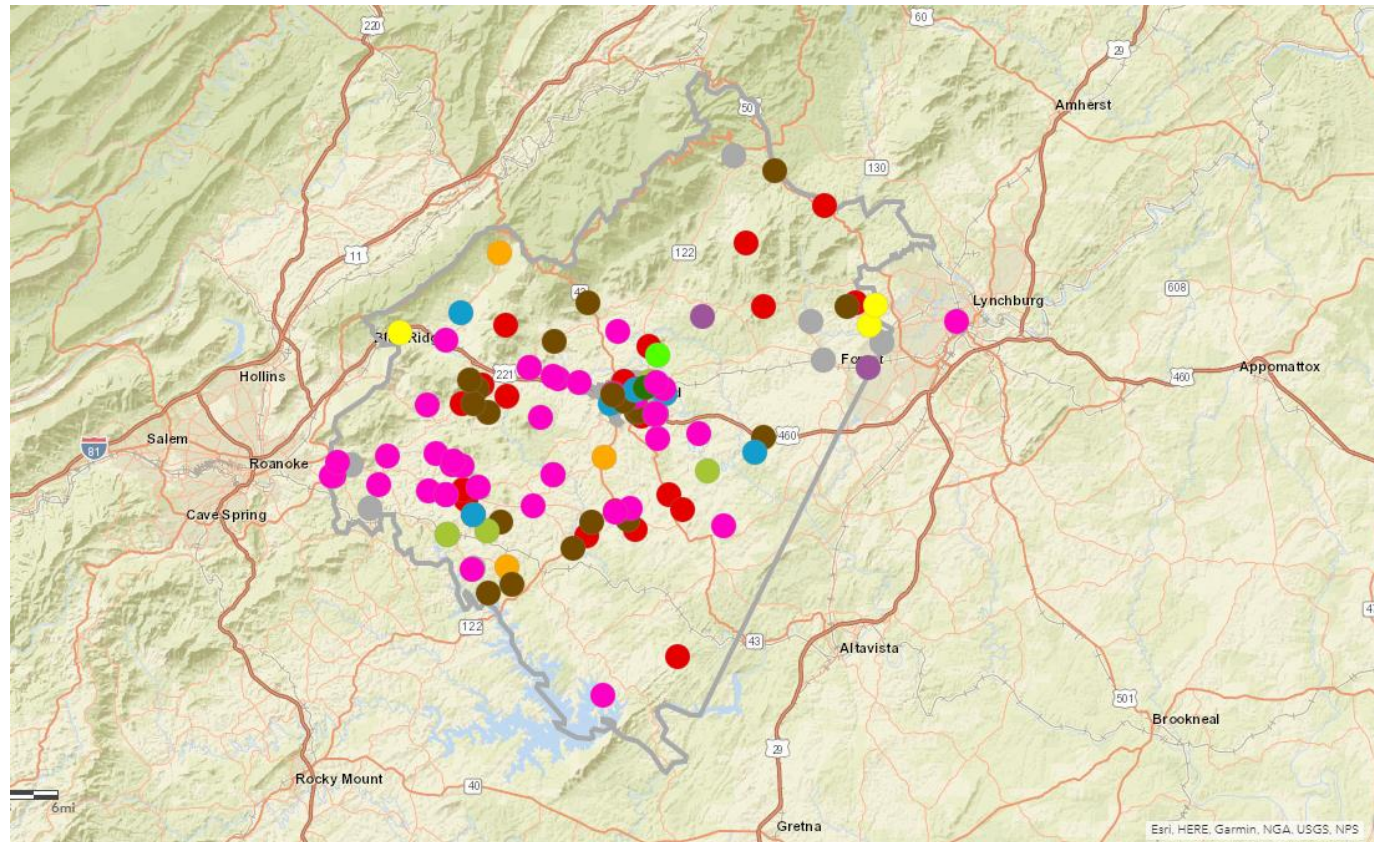 60
220
29
50
Amherst
130
122
11
43
608
Lynchburg
Hollins
221
Appomattox
460
Salem
81
Roanoke
460
Cave Spring
122
43
Altavista
501
Brookneal
29
Rocky Mount
40
6mi
Gretna
Esri, HERE, Garmin, NGA, USGS, NPS